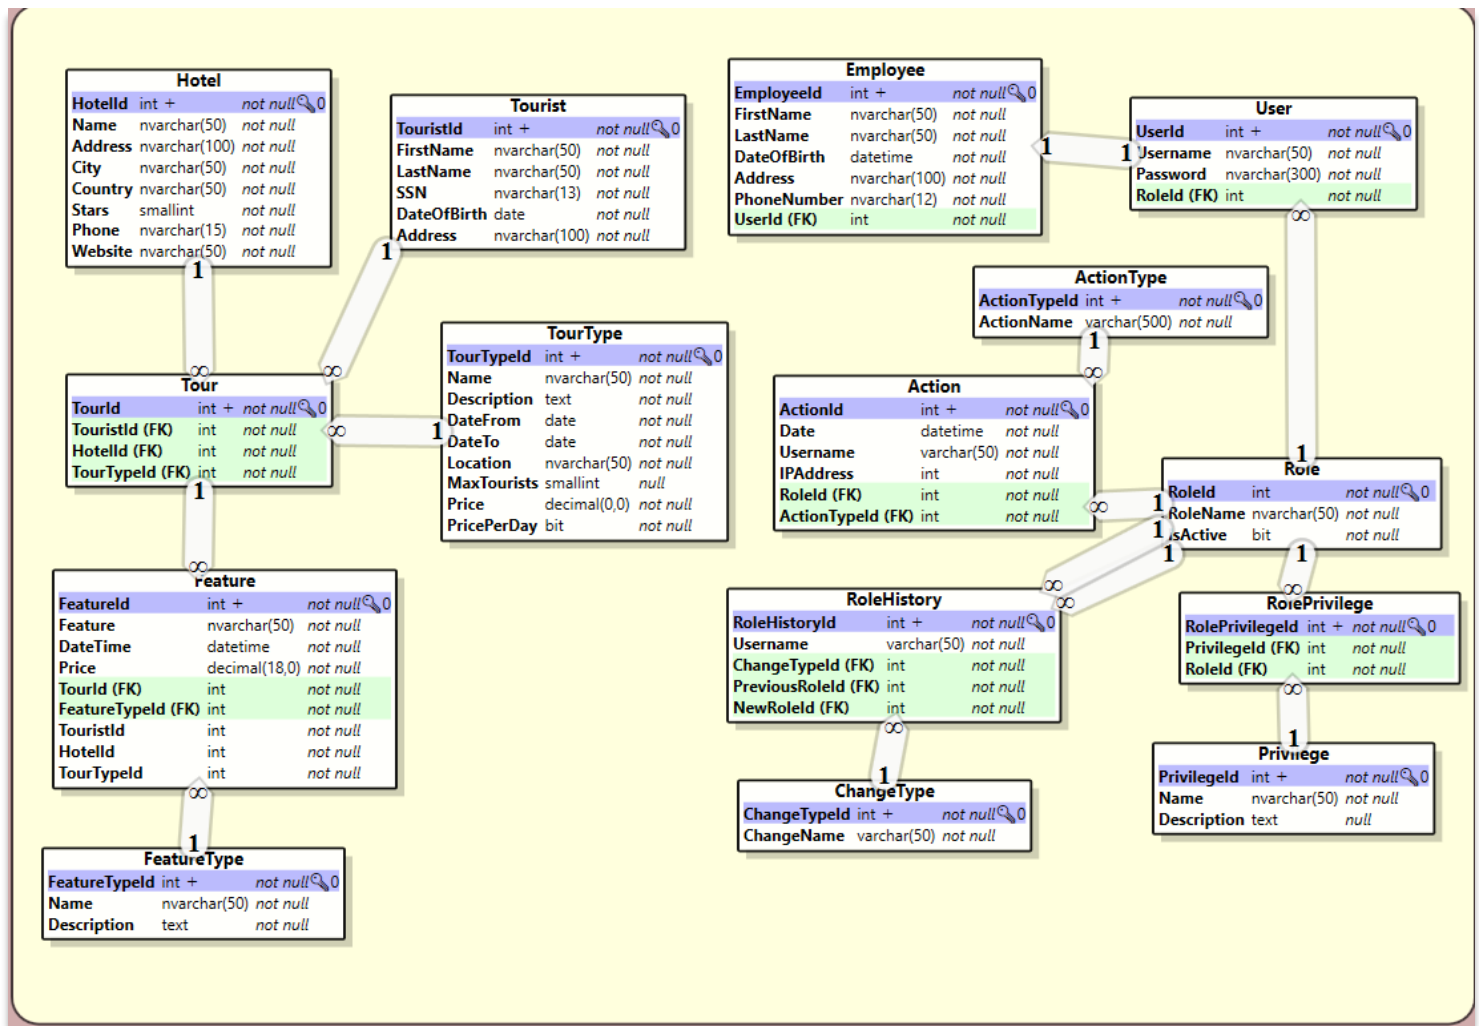 Hotel
HotelId int + not null 0
Name nvarchar(50) not null
Address nvarchar(100) not null
City nvarchar(50) not null
Country nvarchar(50) not null
Stars smallint not null
Phone nvarchar(15) not null
Website nvarchar(50) not null
1
∞
Tourist
TouristId int + not null 0
FirstName nvarchar(50) not null
LastName nvarchar(50) not null
SSN nvarchar(13) not null
DateOfBirth date not null
Address nvarchar(100) not null
1
∞
TourType
TourTypeId int + not null 0
Name nvarchar(50) not null
Description text not null
DateFrom date not null
DateTo date not null
Location nvarchar(50) not null
MaxTourists smallint null
Price decimal(0,0) not null
PricePerDay bit not null
∞ 1
Tour
TourId int + not null 0
TouristId (FK) int not null
HotelId (FK) int not null
TourTypeId (FK) int not null
1
∞
Feature
FeatureId int + not null 0
Feature nvarchar(50) not null
DateTime datetime not null
Price decimal(18,0) not null
TourId (FK) int not null
FeatureTypeId (FK) int not null
TouristId int not null
HotelId int not null
TourTypeId int not null
∞
1
FeatureType
FeatureTypeId int + not null 0
Name nvarchar(50) not null
Description text not null
Employee
EmployeeId int + not null 0
FirstName nvarchar(50) not null
LastName nvarchar(50) not null
DateOfBirth datetime not null
Address nvarchar(100) not null
PhoneNumber nvarchar(12) not null
UserId (FK) int not null
1 1
User
UserId int + not null 0
Username nvarchar(50) not null
Password nvarchar(300) not null
RoleId (FK) int not null
∞
1
ActionType
ActionTypeId int + not null 0
ActionName varchar(500) not null
1
∞
Action
ActionId int + not null 0
Date datetime not null
Username varchar(50) not null
IPAddress int not null
RoleId (FK) int not null
ActionTypeId (FK) int not null
∞ 1
Role
RoleId int not null 0
RoleName nvarchar(50) not null
IsActive bit not null
1
1
∞
∞
1
∞
RoleHistory
RoleHistoryId int + not null 0
Username varchar(50) not null
ChangeTypeId (FK) int not null
PreviousRoleId (FK) int not null
NewRoleId (FK) int not null
∞
1
ChangeType
ChangeTypeId int + not null 0
ChangeName varchar(50) not null
RolePrivilege
RolePrivilegeId int + not null 0
PrivilegeId (FK) int not null
RoleId (FK) int not null
∞
1
Privilege
PrivilegeId int + not null 0
Name nvarchar(50) not null
Description text null